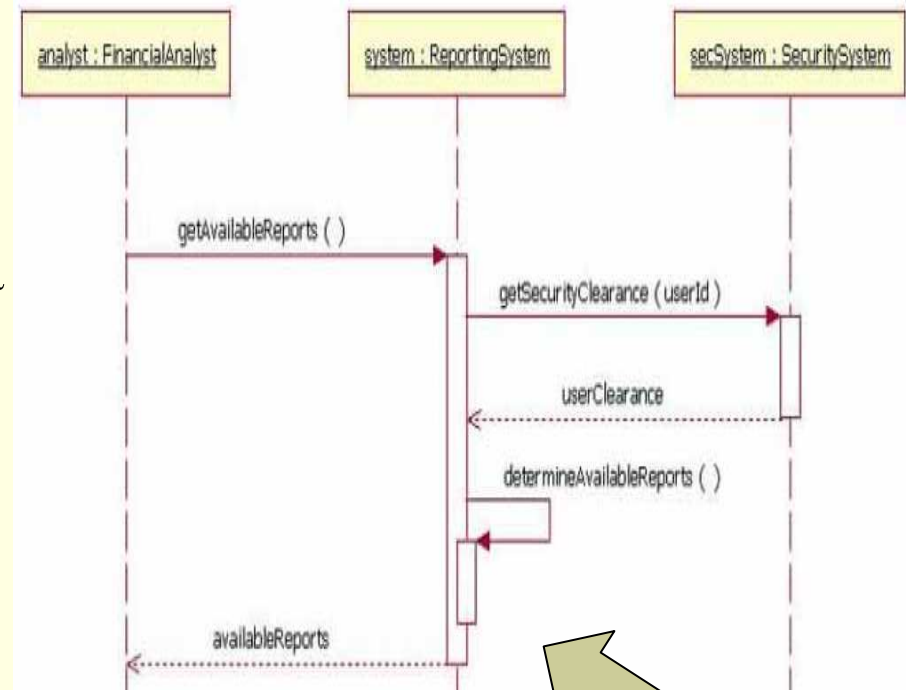 analyst : FinancialAnalyst
system : ReportingSystem
secSystem : SecuritySystem
getAvailableReports ( )
getSecurityClearance ( userId )
userClearance
determineAvailableReports ( )
availableReports